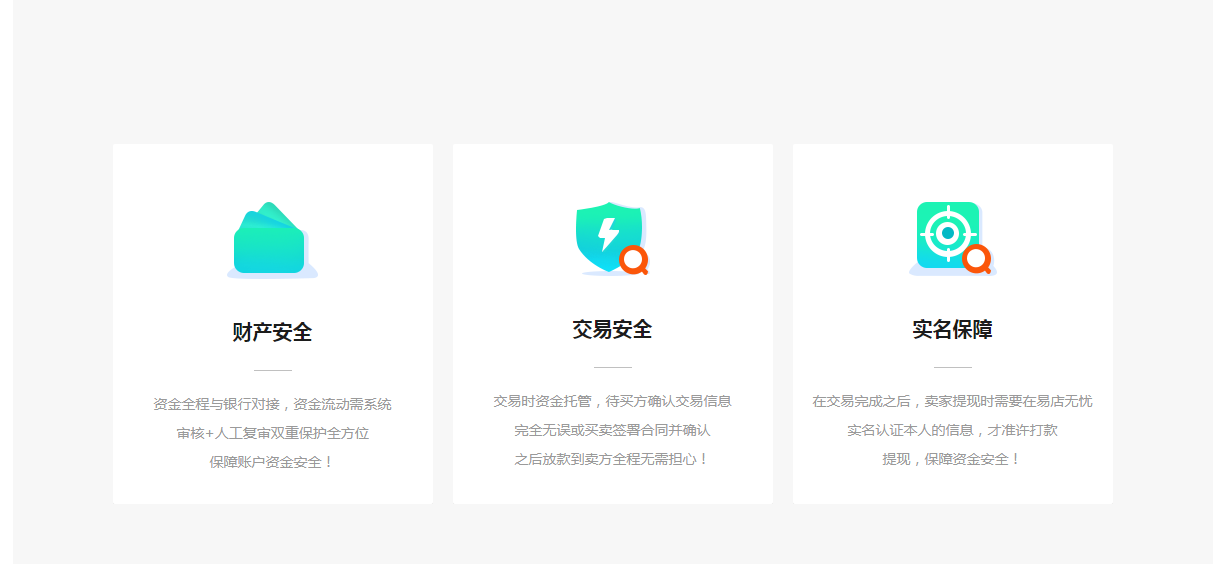 财产安全
资金全程与银行对接，资金流动需系统
审核+人工复审双重保护全方位
保障账户资金安全！
交易安全
交易时资金托管，待买方确认交易信息
完全无误或买卖签署合同并确认
之后放款到卖方全程无需担心！
实名保障
在交易完成之后，卖家提现时需要在易店无忧
实名认证本人的信息，才准许打款
提现，保障资金安全！